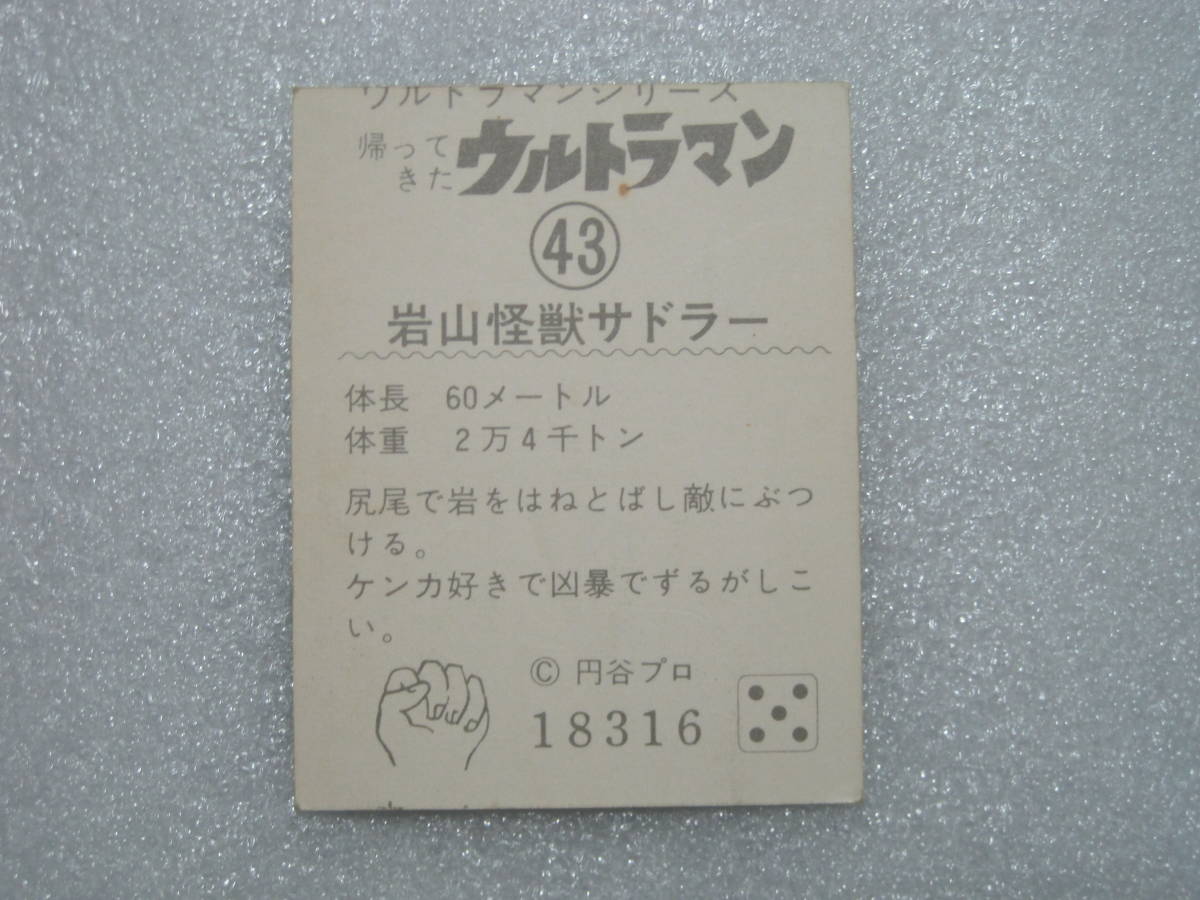 ウルトラマンシリーズ
帰って
きた
ウルトラマン
43
岩山怪獣サドラー
体長 60メートル
体重 2万4千トン
尻尾で岩をはねとばし敵にぶつ
ける。
ケンカ好きで凶暴でずるがしこ
い。
© 円谷プロ
18316